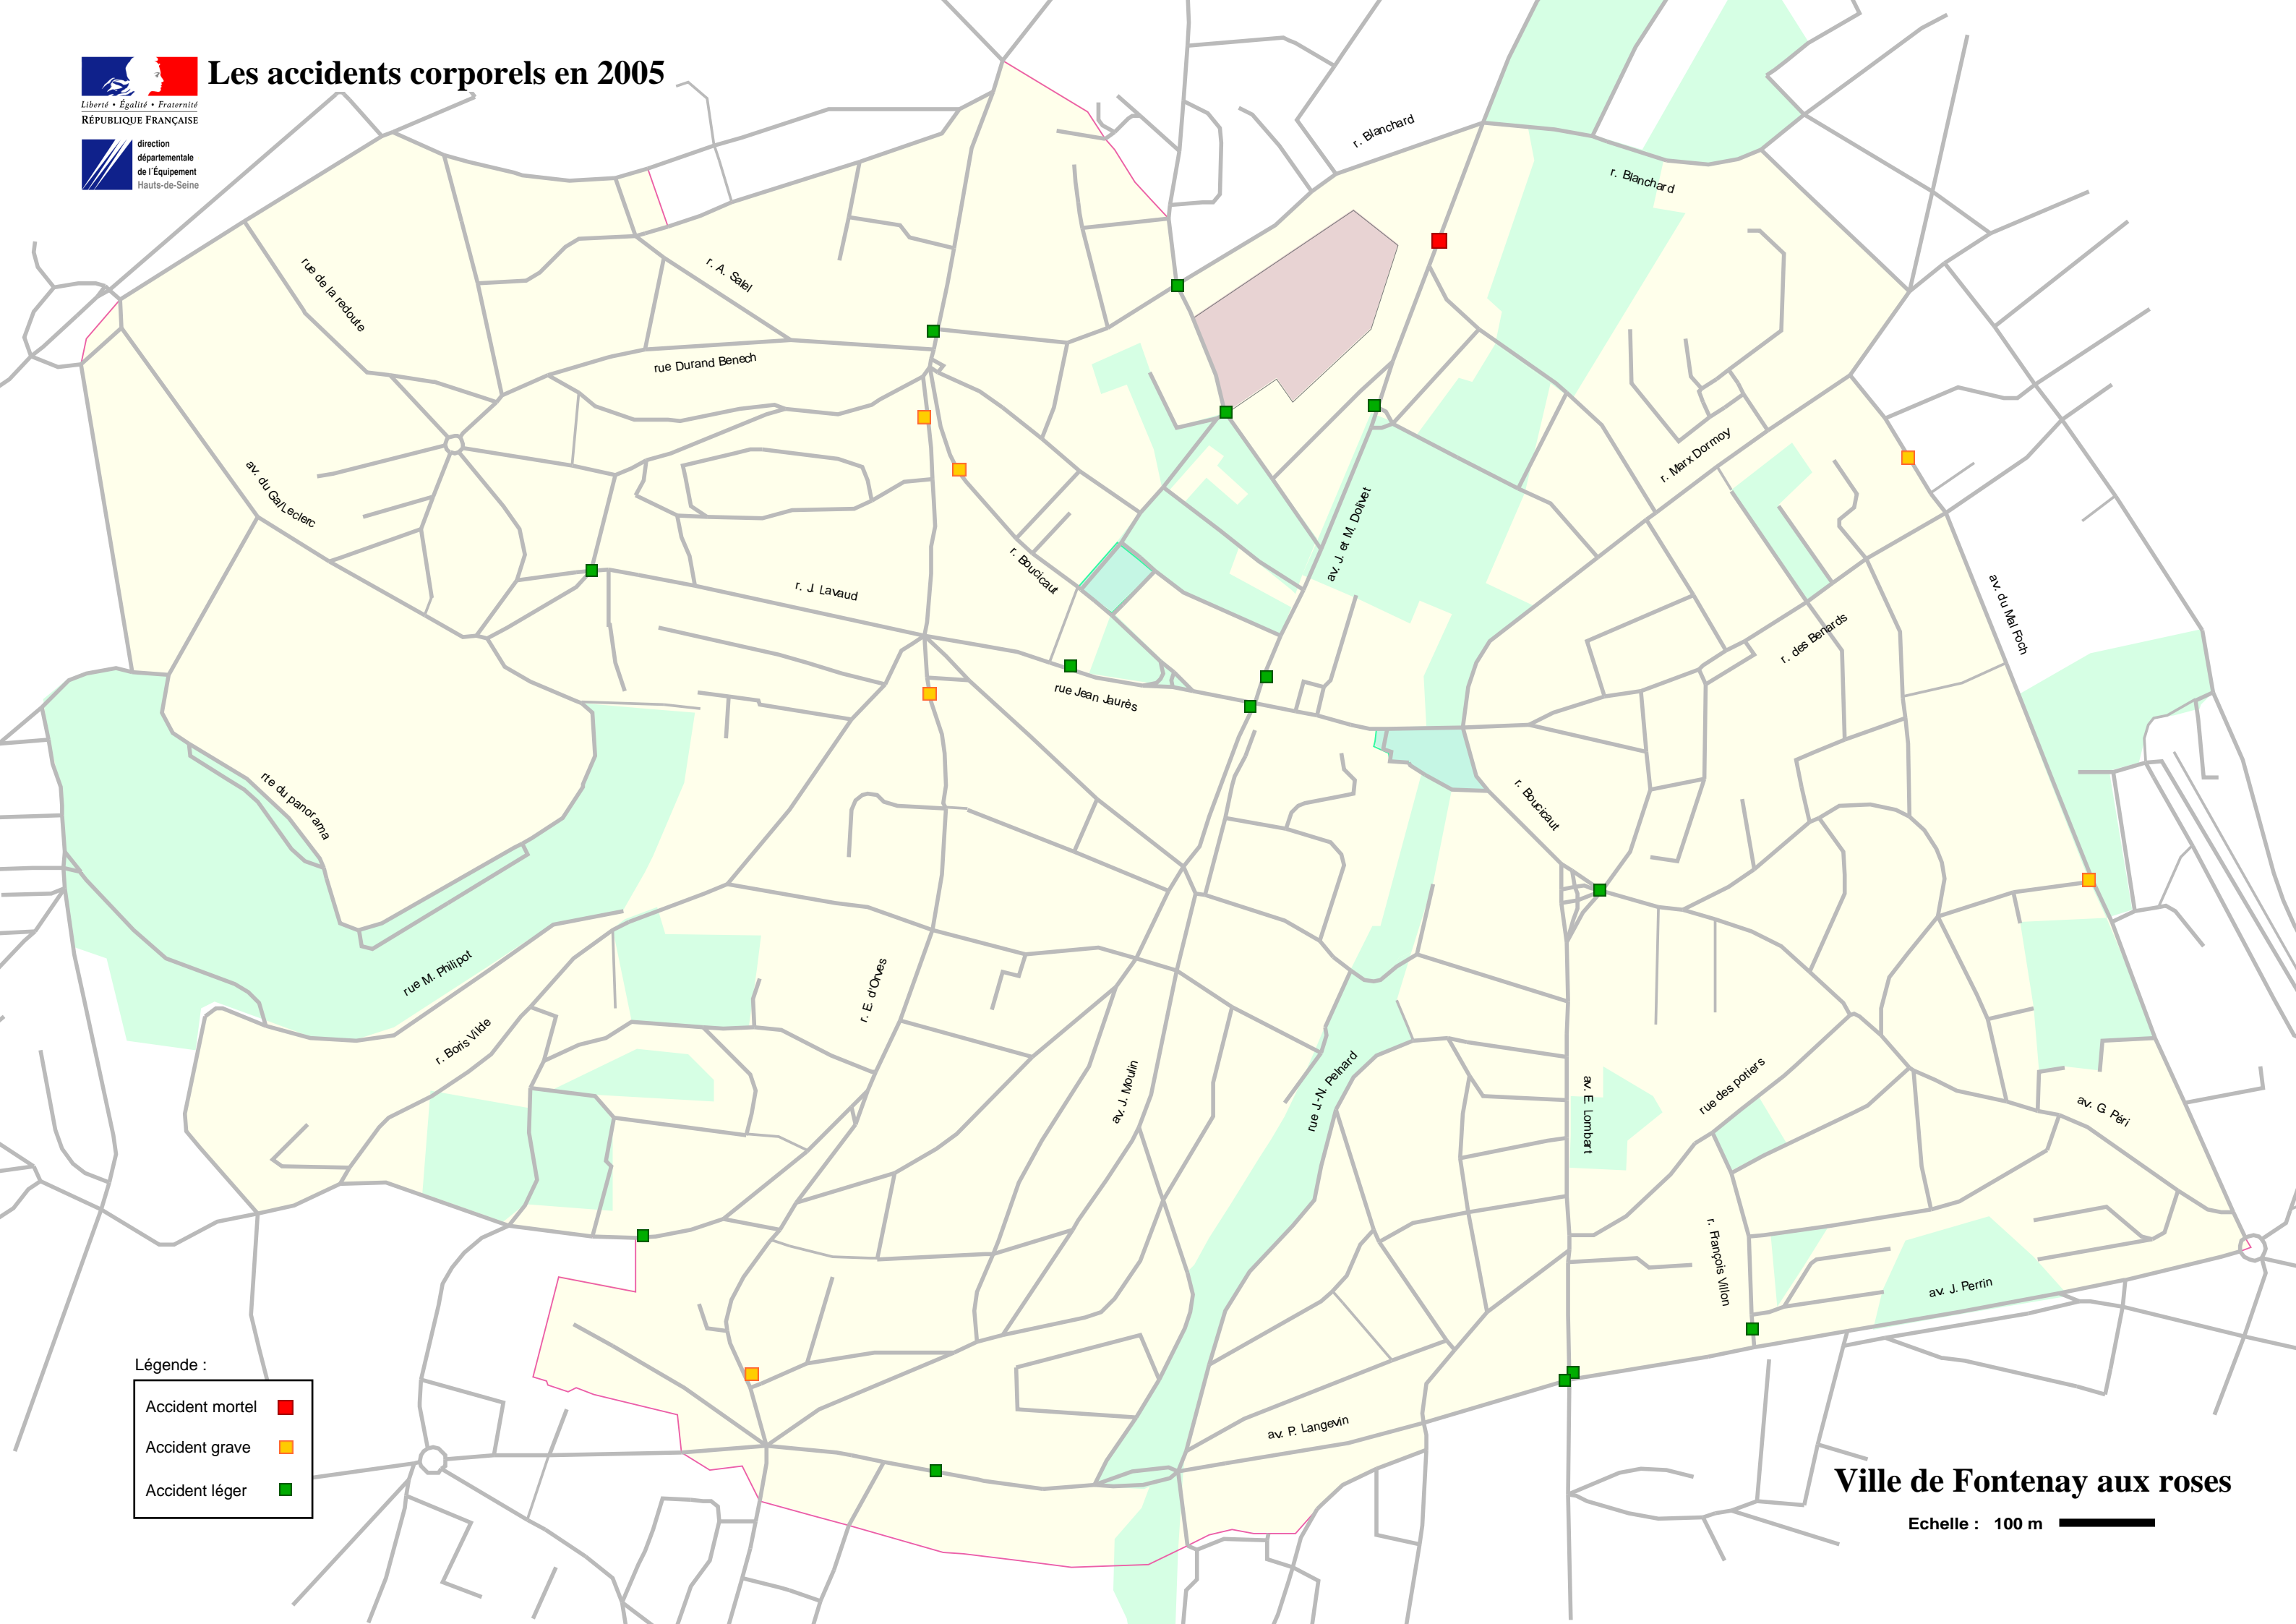 Les accidents corporels en 2005
Liberté • Égalité • Fraternité
RÉPUBLIQUE FRANÇAISE
direction
départementale
de l'Équipement
Hauts-de-Seine
r. Blanchard
r. Blanchard
rue de la redoute
r. A. Salel
rue Durand Benech
av. du Gal Leclerc
r. Marx Dormoy
av. J. et M. Dolivet
r. Boucicaut
r. J. Lavaud
av. du Mal Foch
r. des Benards
rue Jean Jaurès
rte du panorama
r. Boucicaut
rue M. Philipot
r. E. d'Orves
r. Boris Vilde
av. J. Moulin
rue J.-N. Pelnard
av. E. Lombart
rue des potiers
av. G. Péri
r. François Villon
av. J. Perrin
av. P. Langevin
Légende :
Accident mortel
Accident grave
Accident léger
Ville de Fontenay aux roses
Echelle : 100 m